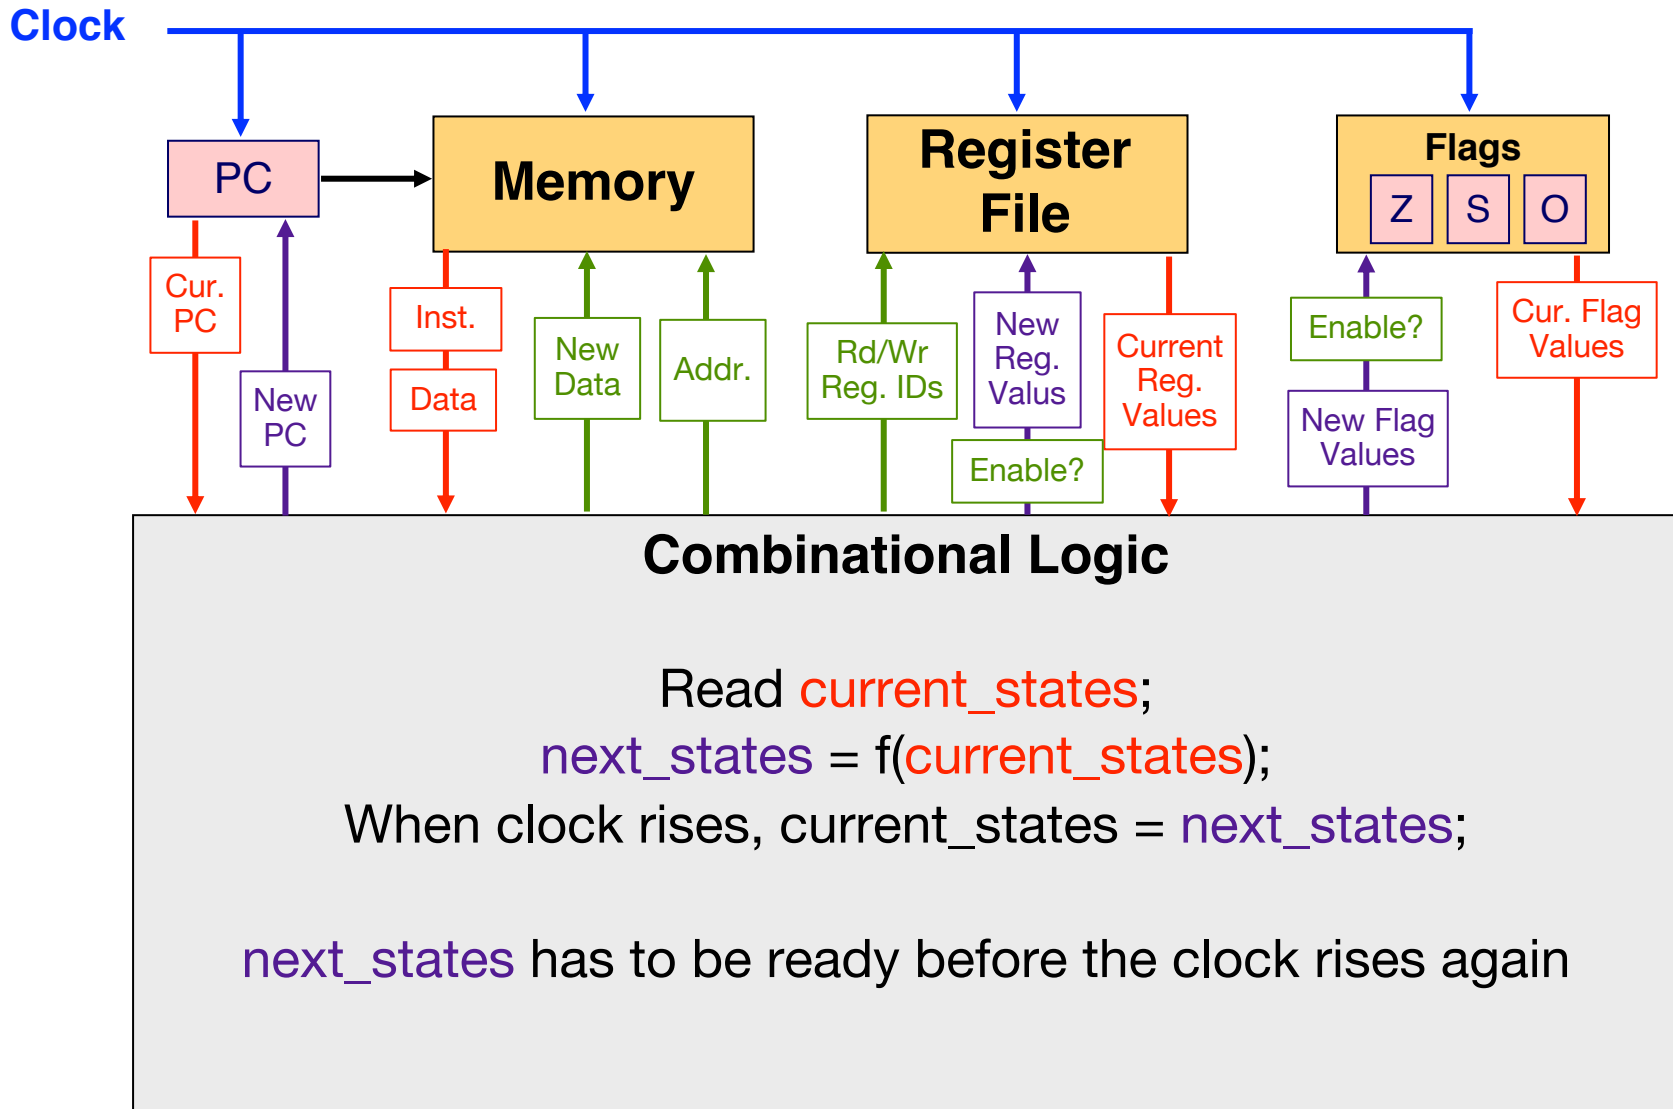 Clock
PC
Memory
Register
File
Flags
Z S O
Cur.
PC
New
PC
Inst.
Data
New
Data
Addr.
Rd/Wr
Reg. IDs
New
Reg.
Valus
Enable?
Current
Reg.
Values
Enable?
New Flag
Values
Cur. Flag
Values
Combinational Logic
Read current_states;
next_states = f(current_states);
When clock rises, current_states = next_states;
next_states has to be ready before the clock rises again